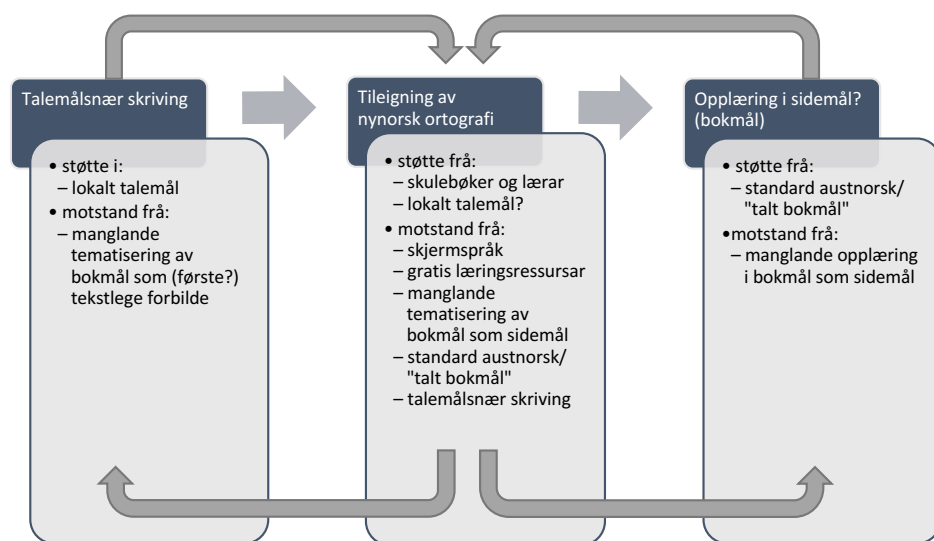 Talemålsnær skriving
• støtte i:
– lokalt talemål
• motstand frå:
– manglande
tematisering av
bokmål som (første?)
tekstlege forbilde
Tileigning av
nynorsk ortografi
• støtte frå:
– skulebøker og lærar
– lokalt talemål?
• motstand frå:
– skjermspråk
– gratis læringsressursar
– manglande
tematisering av
bokmål som sidemål
– standard austnorsk/
"talt bokmål"
– talemålsnær skriving
Opplæring i sidemål?
(bokmål)
• støtte frå:
– standard austnorsk/
"talt bokmål"
•motstand frå:
– manglande opplæring
i bokmål som sidemål